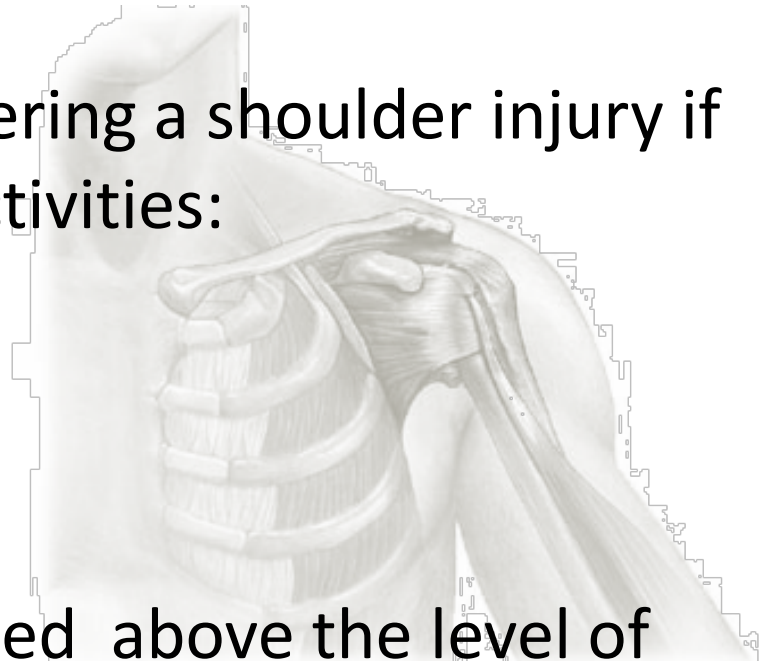 ering a shoulder injury if
tivities:
ed  above the level of